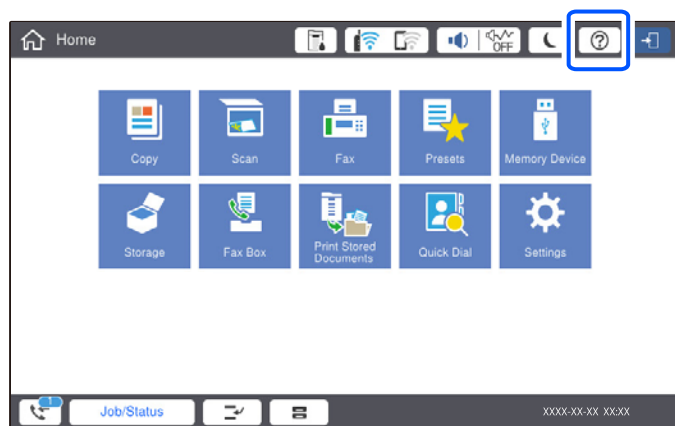 Home
OFF
?
Copy
Scan
Fax
Presets
Memory Device
Storage
Fax Box
Print Stored
Documents
Quick Dial
Settings
1
Job/Status
XXXX-XX-XX XX:XX